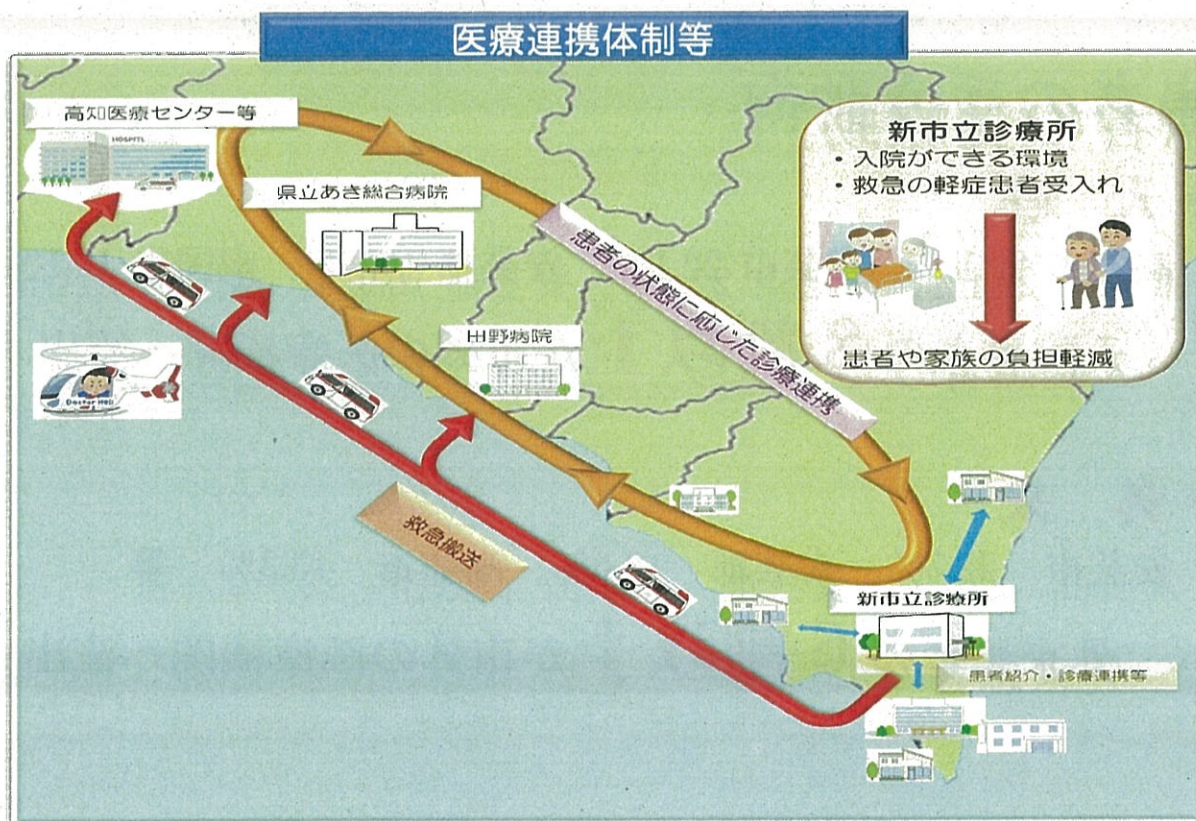 医療連携体制等
高知医療センター等
HOSPITL
県立あき総合病院
田野病院
患者の状態に応じた診療連携
新市立診療所
・入院ができる環境
・救急の軽症患者受入れ
患者や家族の負担軽減
Doctor Heli
救急搬送
新市立診療所
患者紹介・診療連携等